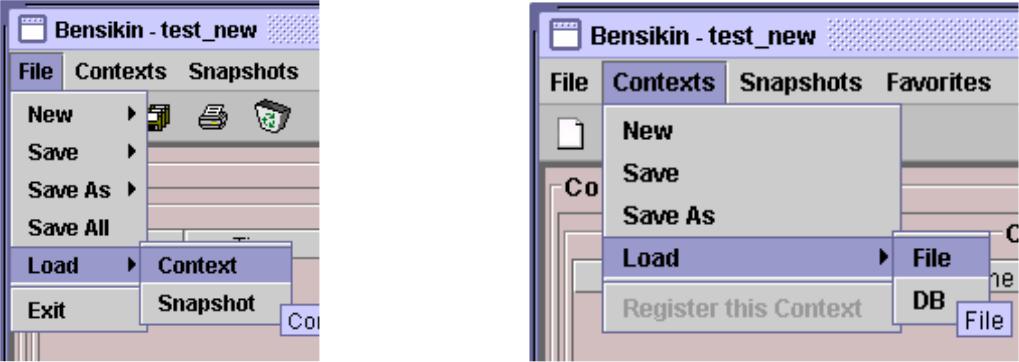 Bensikin - test_new
File Contexts Snapshots
New
Save
Save As
Save All
Load
Context
Snapshot
Exit
Bensikin - test_new
File Contexts Snapshots Favorites
New
Save
Co
Save As
Load
File
Register this Context
DB
File